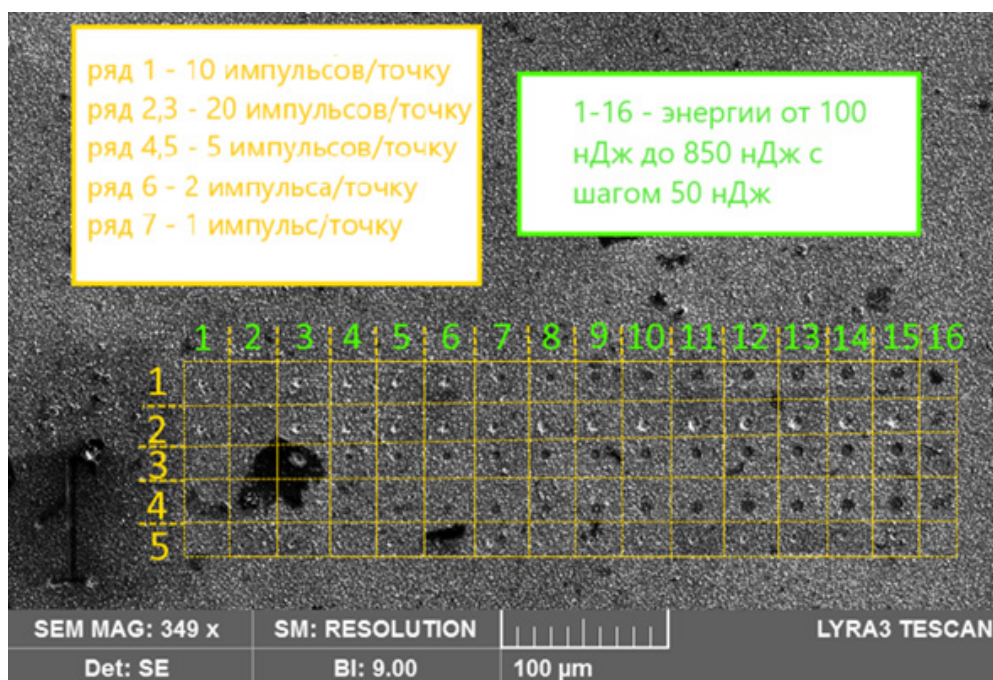 ряд 1 - 10 импульсов/точку
ряд 2,3 - 20 импульсов/точку
ряд 4,5 - 5 импульсов/точку
ряд 6 - 2 импульса/точку
ряд 7 - 1 импульс/точку
1-16 - энергии от 100
нДж до 850 нДж с
шагом 50 нДж
1 2 3 4 5 6 7 8 9 10 11 12 13 14 15 16
1
2
3
4
5
SEM MAG: 349 x SM: RESOLUTION LYRA3 TESCAN
Det: SE BI: 9.00 100 µm